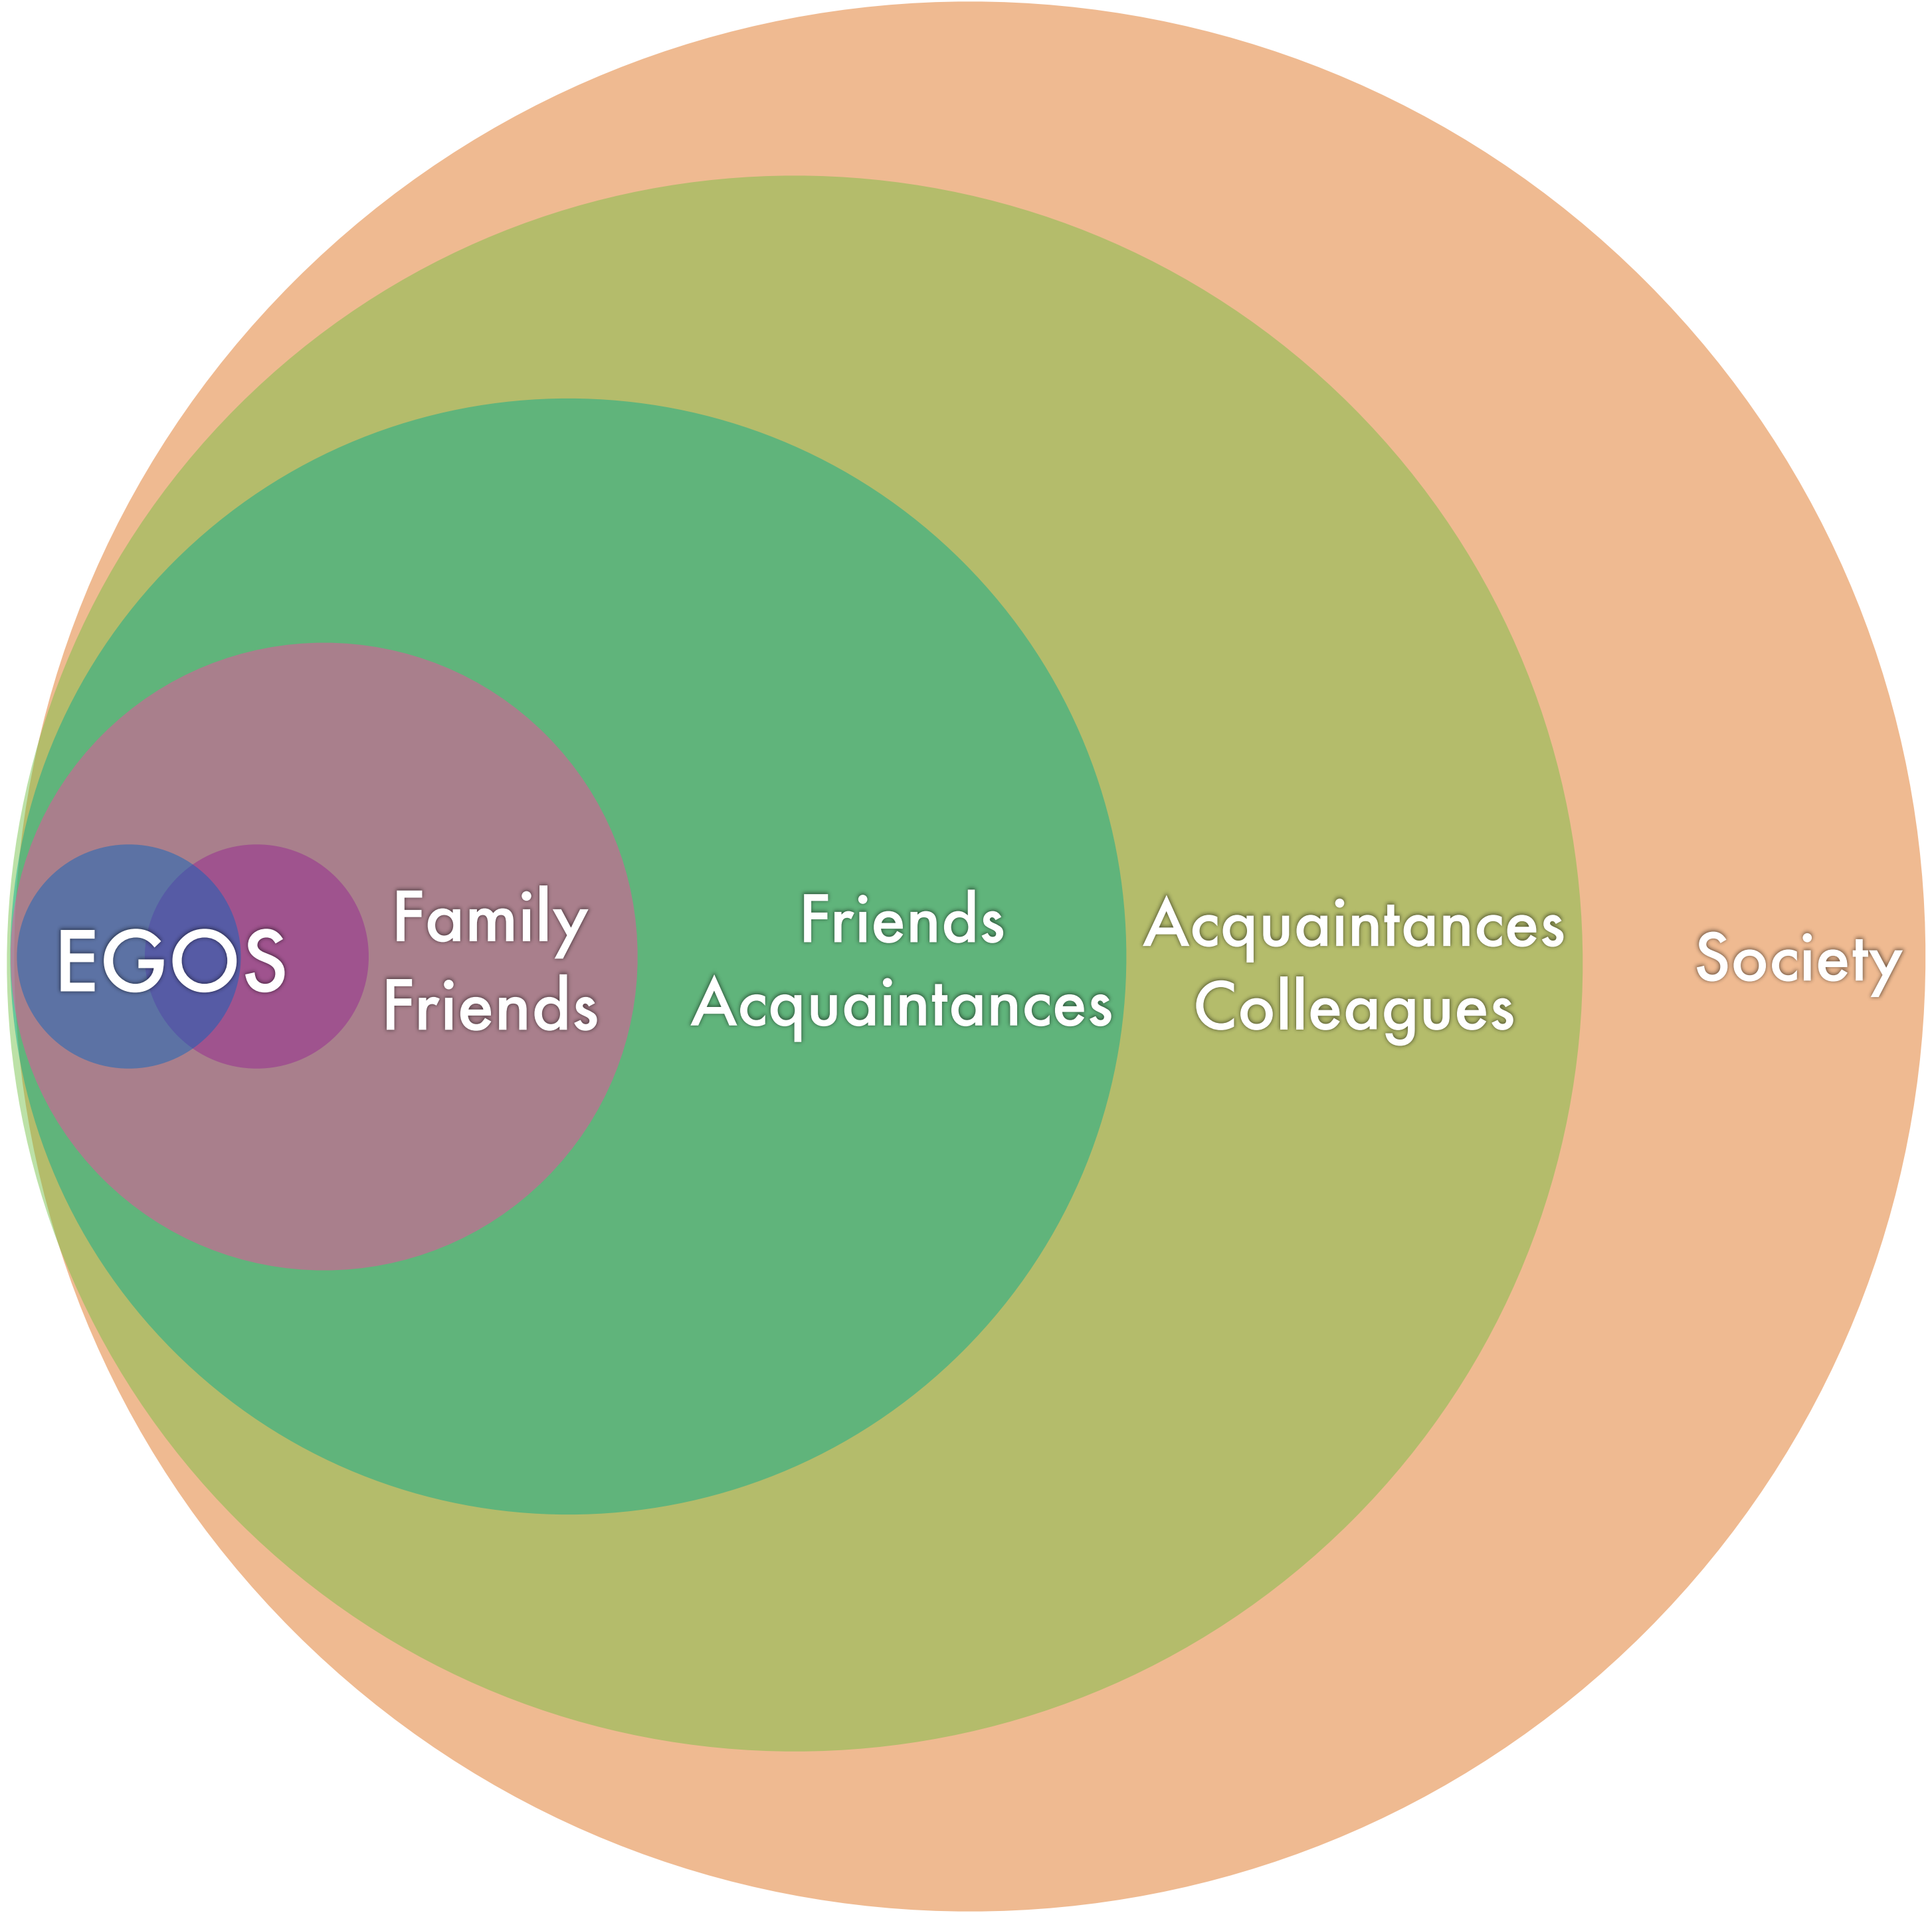 EGOS
Family
Friends
Friends
Acquaintances
Acquaintances
Colleagues
Society